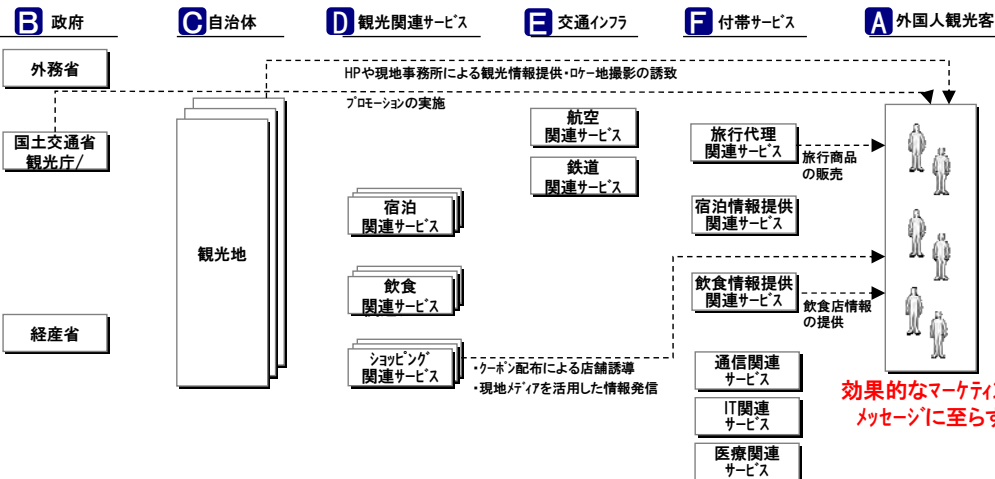 B 政府
C 自治体
D 観光関連サービス
E 交通インフラ
F 付帯サービス
A 外国人観光客
外務省
HPや現地事務所による観光情報提供・ロケー地撮影の誘致
プロモーションの実施
国土交通省
観光庁/
航空
関連サービス
旅行代理
関連サービス
旅行商品
の販売
鉄道
関連サービス
宿泊
関連サービス
宿泊情報提供
関連サービス
観光地
飲食
関連サービス
飲食情報提供
関連サービス
飲食店情報
の提供
経産省
ショッピング
関連サービス
・クーポン配布による店舗誘導
・現地メディアを活用した情報発信
通信関連
サービス
効果的なマーケティ
メッセージに至らず
IT関連
サービス
医療関連
サービス